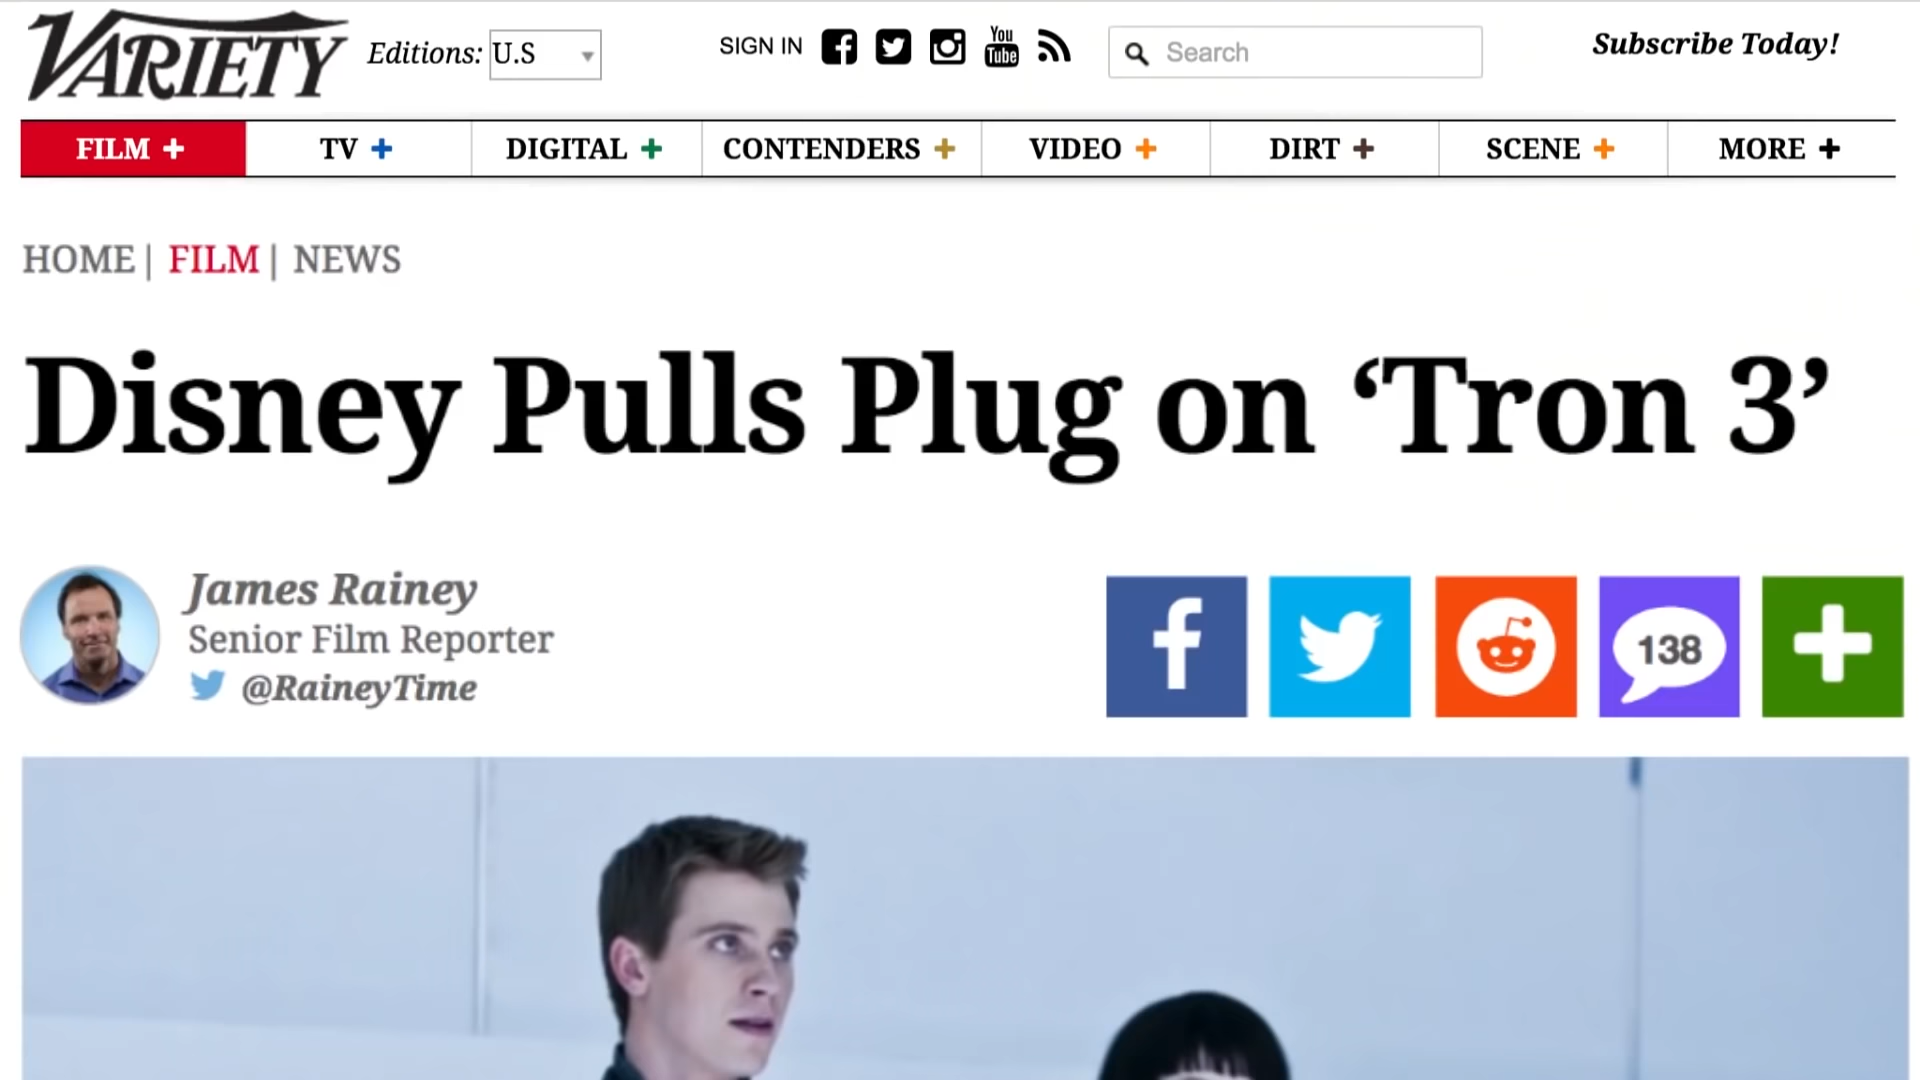 VARIETY
Editions: U.S
SIGN IN
You
Tube
Search
Subscribe Today!
FILM +
TV +
DIGITAL +
CONTENDERS +
VIDEO +
DIRT +
SCENE +
MORE +
HOME | FILM | NEWS
Disney Pulls Plug on ‘Tron 3’
James Rainey
Senior Film Reporter
@RaineyTime
138